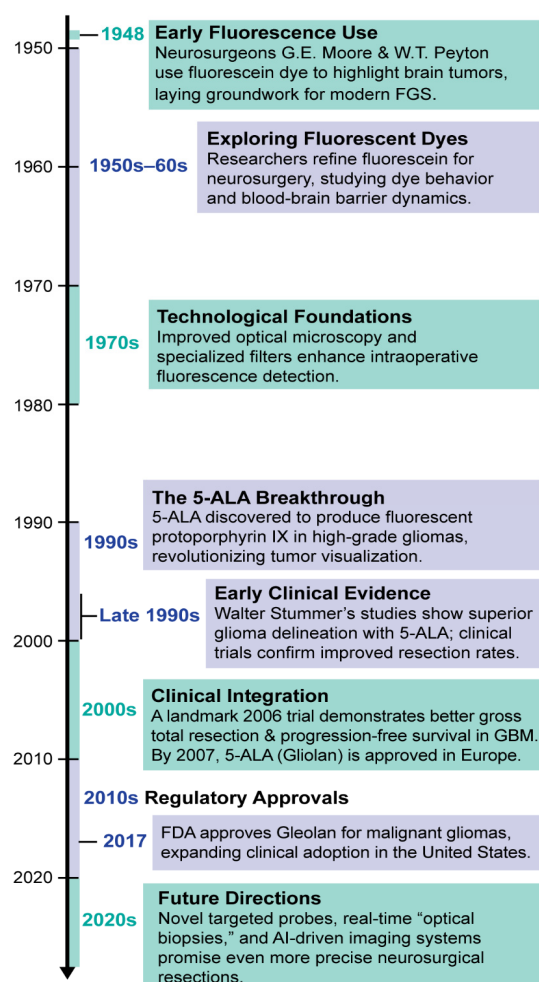 1948 Early Fluorescence Use
1950
Neurosurgeons G.E. Moore & W.T. Peyton
use fluorescein dye to highlight brain tumors,
laying groundwork for modern FGS.
Exploring Fluorescent Dyes
1960
1950s–60s
Researchers refine fluorescein for
neurosurgery, studying dye behavior
and blood-brain barrier dynamics.
1970
Technological Foundations
1970s
Improved optical microscopy and
specialized filters enhance intraoperative
fluorescence detection.
1980
The 5-ALA Breakthrough
1990
1990s
5-ALA discovered to produce fluorescent
protoporphyrin IX in high-grade gliomas,
revolutionizing tumor visualization.
Early Clinical Evidence
Late 1990s
Walter Stummer’s studies show superior
glioma delineation with 5-ALA; clinical
trials confirm improved resection rates.
2000
Clinical Integration
2000s
A landmark 2006 trial demonstrates better gross
total resection & progression-free survival in GBM.
By 2007, 5-ALA (Gliolan) is approved in Europe.
2010
2010s Regulatory Approvals
2017
FDA approves Gleolan for malignant gliomas,
expanding clinical adoption in the United States.
2020
Future Directions
2020s
Novel targeted probes, real-time “optical
biopsies,” and AI-driven imaging systems
promise even more precise neurosurgical
resections.